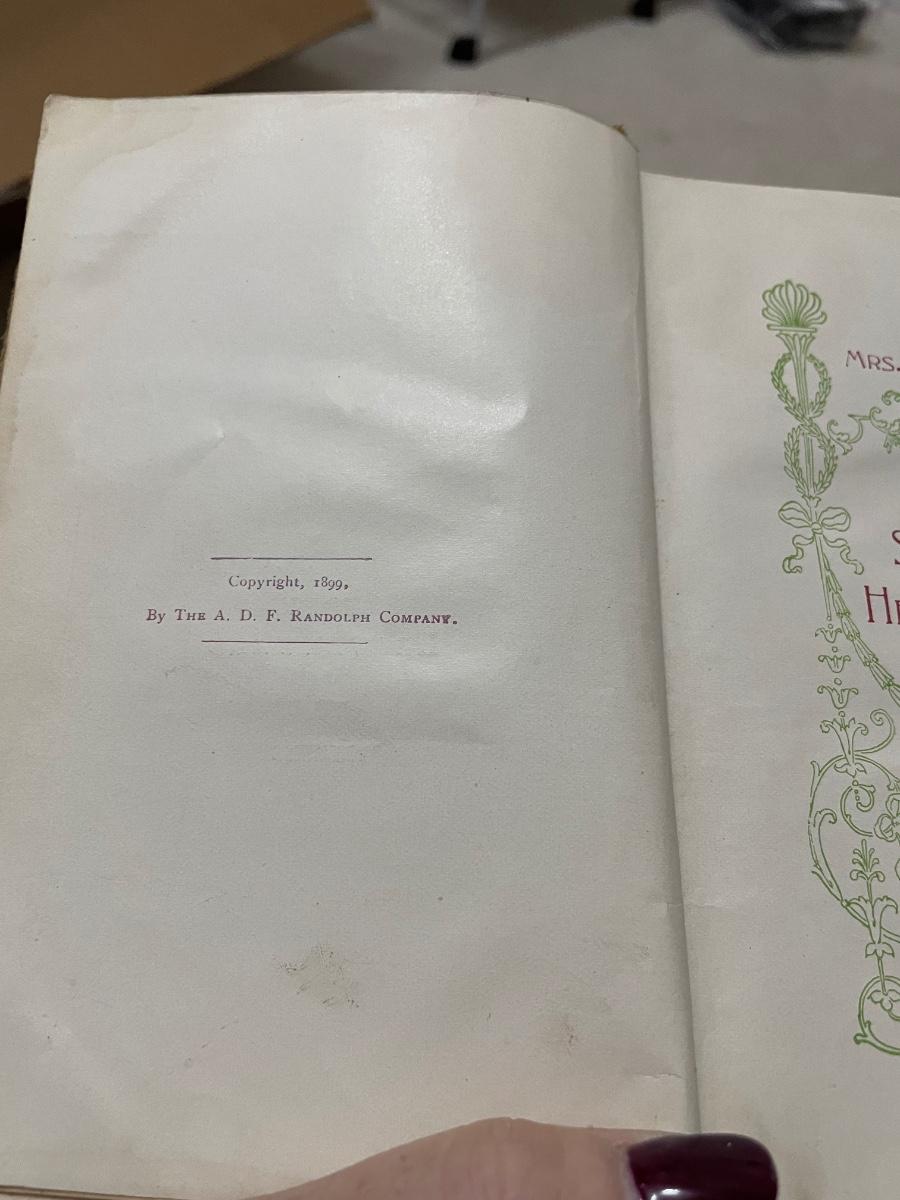 Copyright, 1899,
By THE A. D. F. RANDOLPH COMPANY.
MRS.